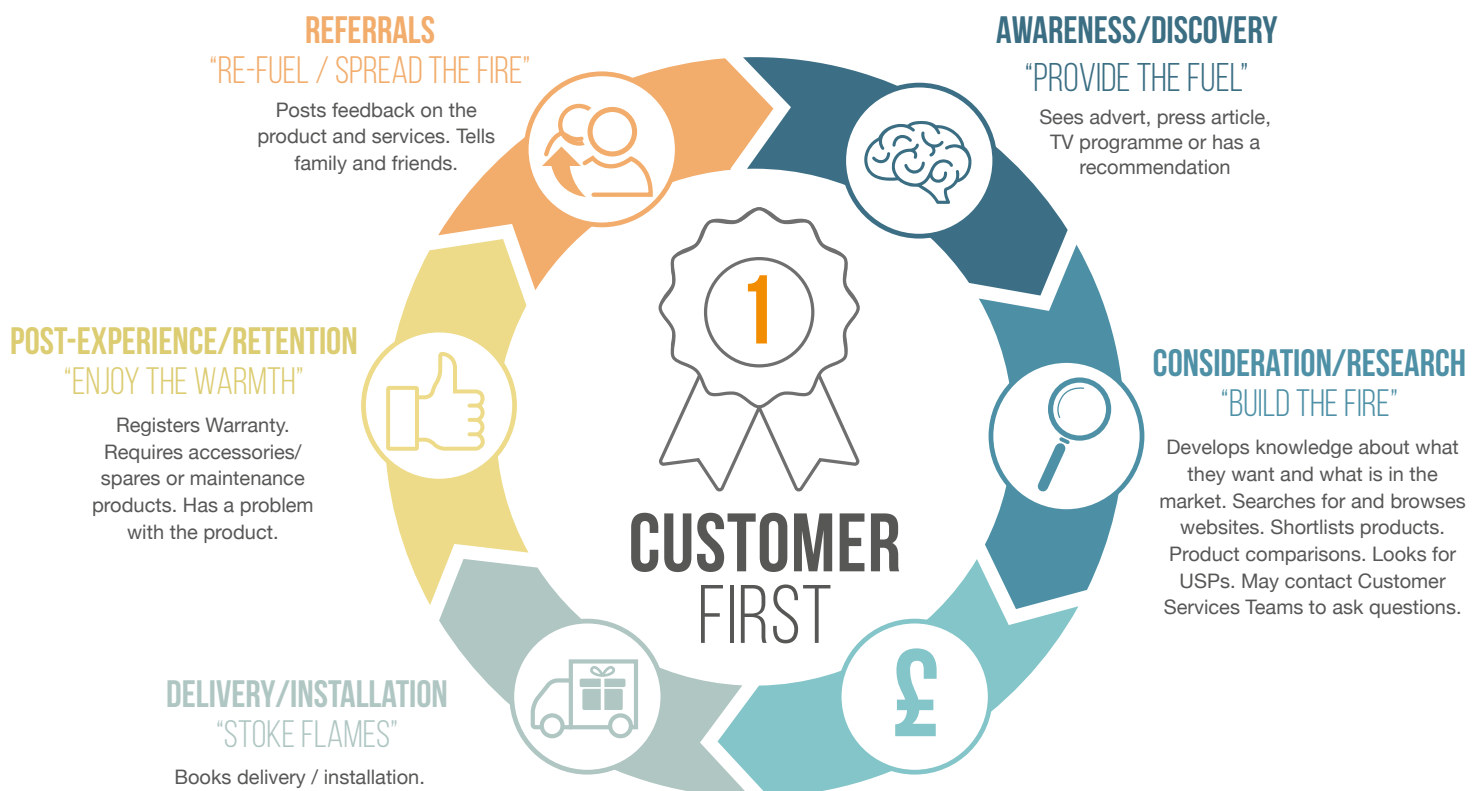 REFERRALS
"RE-FUEL / SPREAD THE FIRE"
Posts feedback on the
product and services. Tells
family and friends.
AWARENESS/DISCOVERY
"PROVIDE THE FUEL"
Sees advert, press article,
TV programme or has a
recommendation
1
CUSTOMER
FIRST
CONSIDERATION/RESEARCH
"BUILD THE FIRE"
Develops knowledge about what
they want and what is in the
market. Searches for and browses
websites. Shortlists products.
Product comparisons. Looks for
USPs. May contact Customer
Services Teams to ask questions.
£
DELIVERY/INSTALLATION
"STOKE FLAMES"
Books delivery / installation.
POST-EXPERIENCE/RETENTION
"ENJOY THE WARMTH"
Registers Warranty.
Requires accessories/
spares or maintenance
products. Has a problem
with the product.